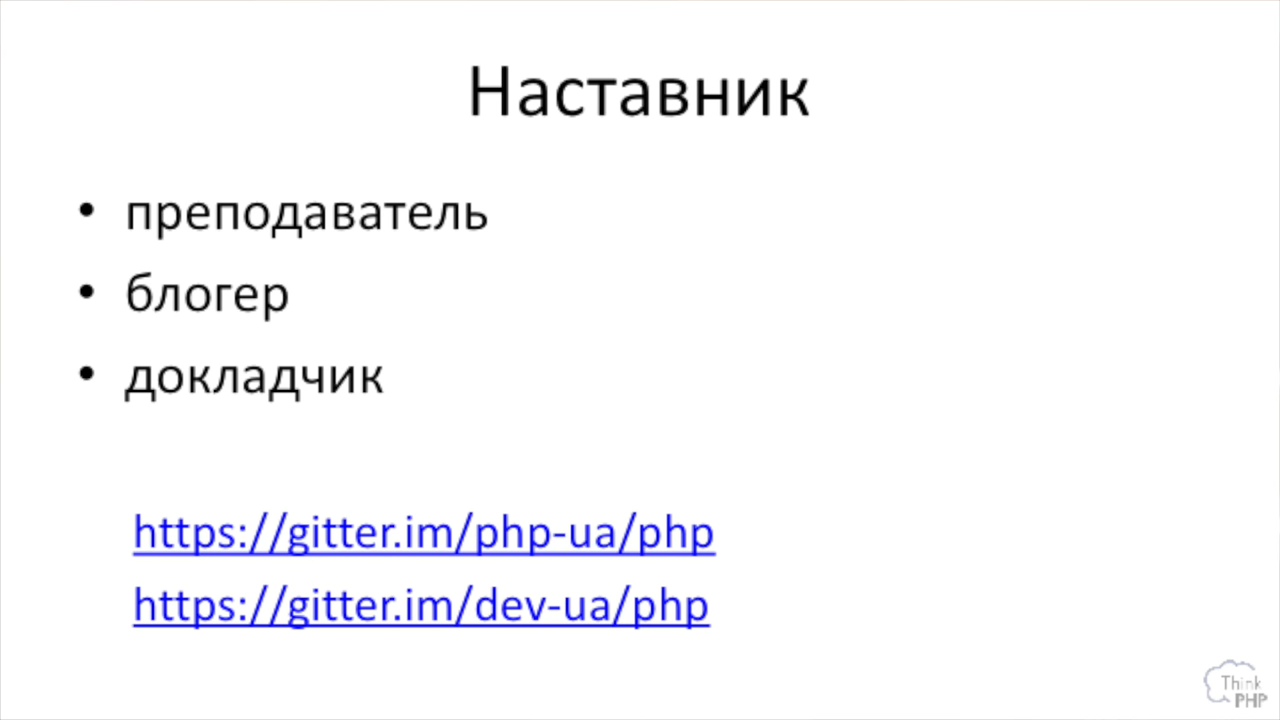 Наставник
• преподаватель
• блогер
• докладчик
https://gitter.im/php-ua/php
https://gitter.im/dev-ua/php
Think
PHP